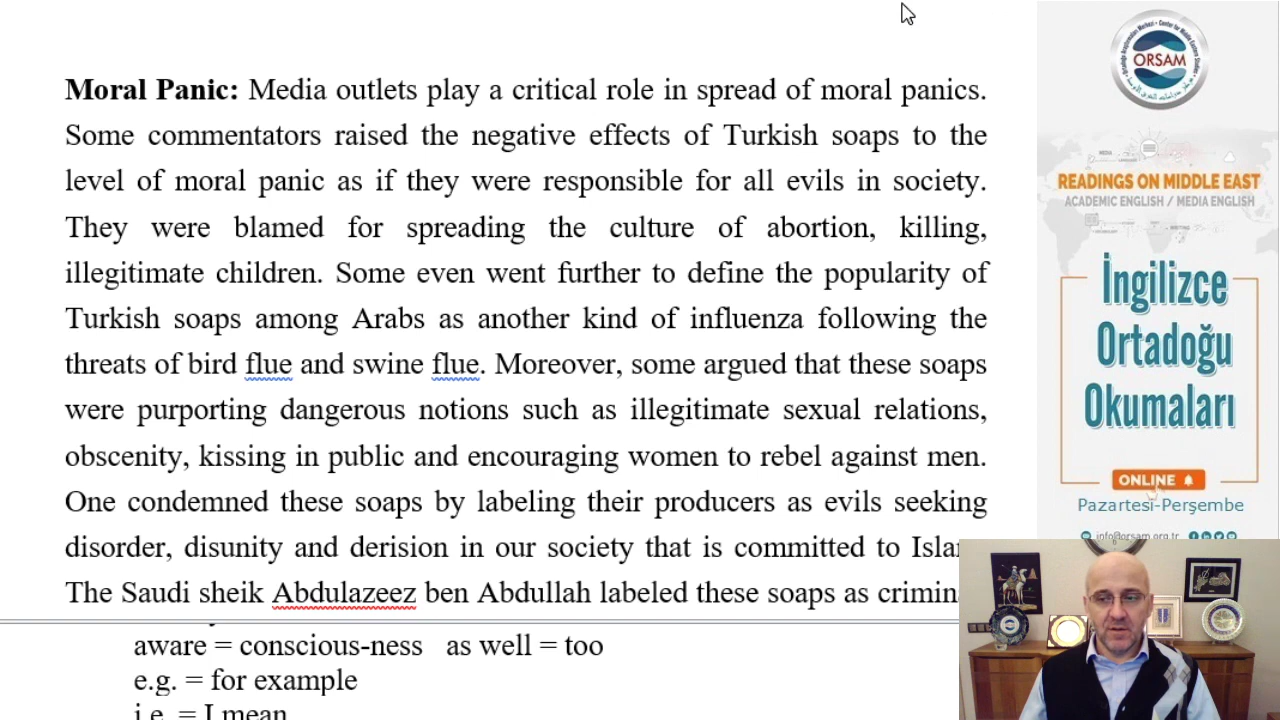 Moral Panic: Media outlets play a critical role in spread of moral panics.
Some commentators raised the negative effects of Turkish soaps to the
level of moral panic as if they were responsible for all evils in society.
They were blamed for spreading the culture of abortion, killing,
illegitimate children. Some even went further to define the popularity of
Turkish soaps among Arabs as another kind of influenza following the
threats of bird flue and swine flue. Moreover, some argued that these soaps
were purporting dangerous notions such as illegitimate sexual relations,
obscenity, kissing in public and encouraging women to rebel against men.
One condemned these soaps by labeling their producers as evils seeking
disorder, disunity and derision in our society that is committed to
The Saudi sheik Abdulazeez ben Abdullah labeled these soaps as
aware = conscious-ness as well = too
e.g. = for example
i.e. = I mean
ORSAM
READINGS ON MIDDLE EAST
ACADEMIC ENGLISH / MEDIA ENGLISH
İngilizce
Ortadoğu
Okumaları
ONLINE
Pazartesi-Perşembe
info@orsam.org.tr